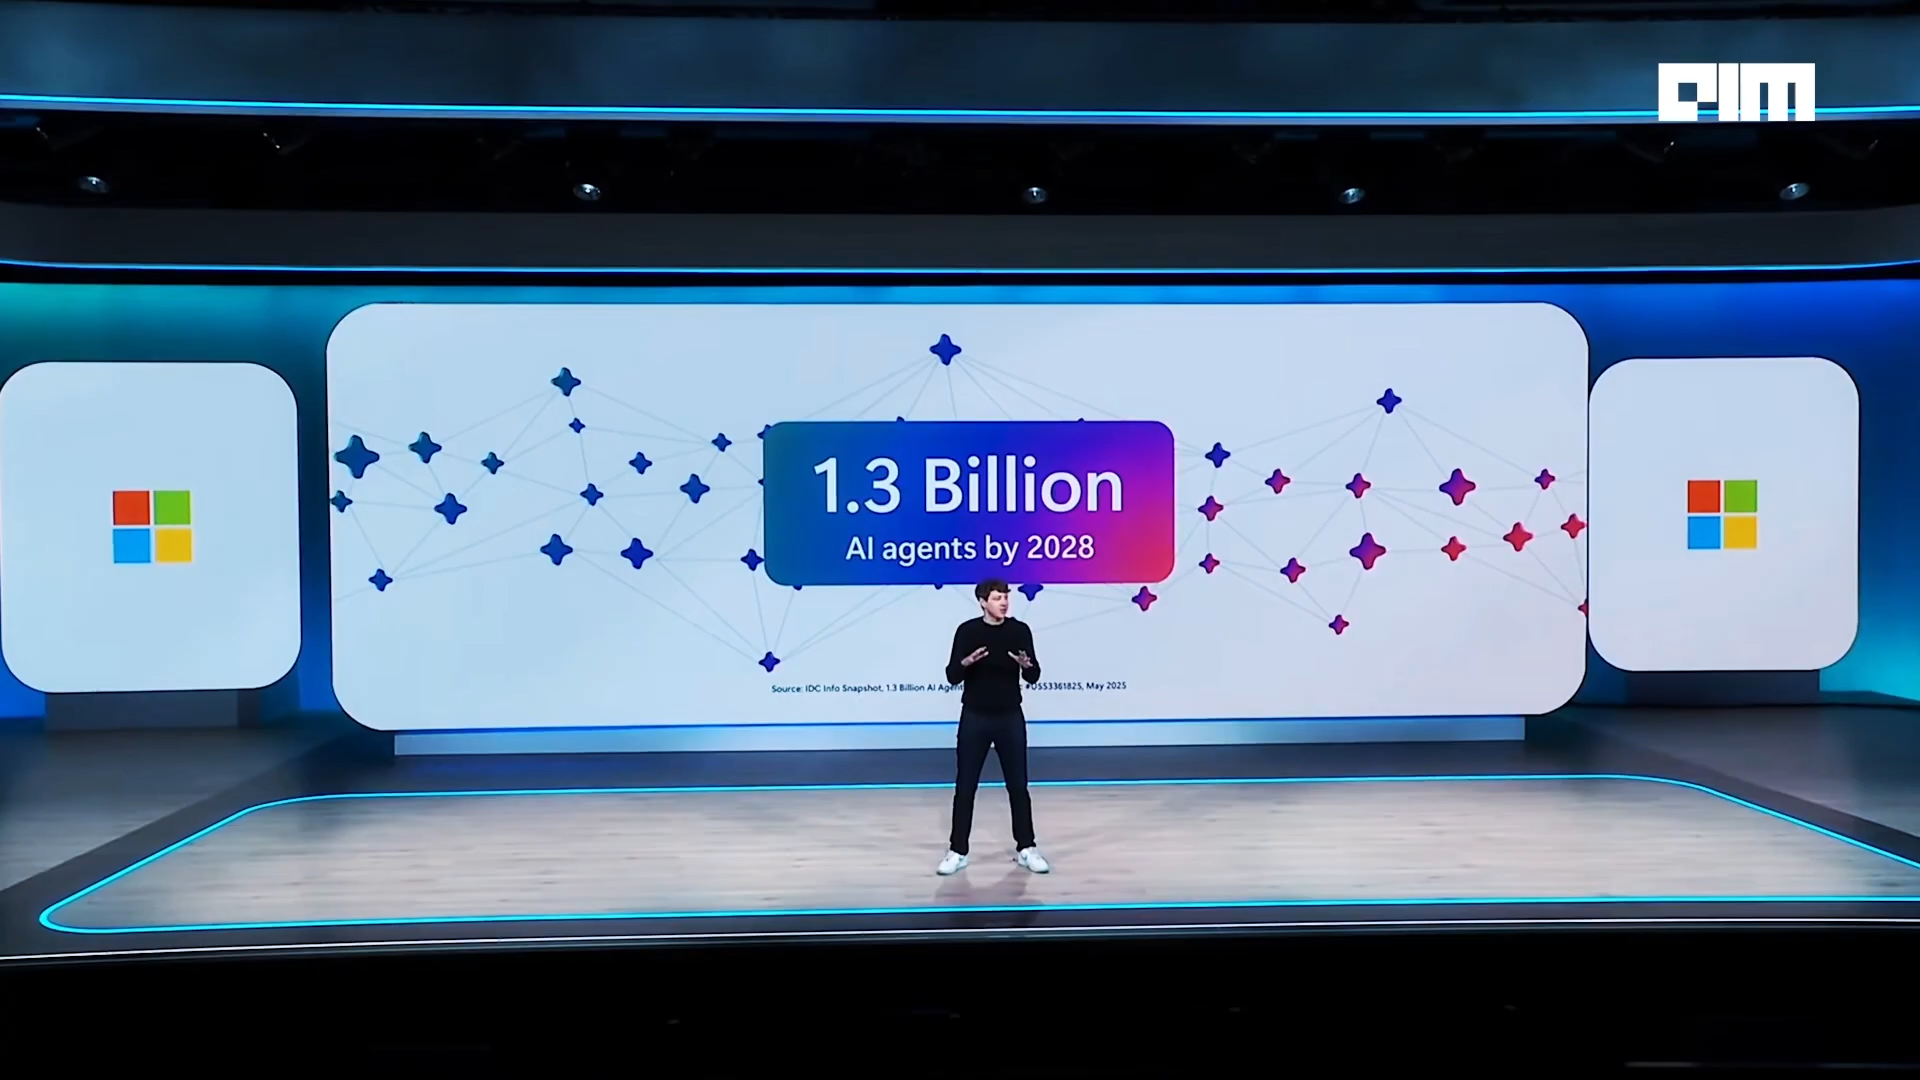 AIM
1.3 Billion
AI agents by 2028
Source: IDC Info Snapshot, 1.3 Billion AI Agent #US53361825, May 2025